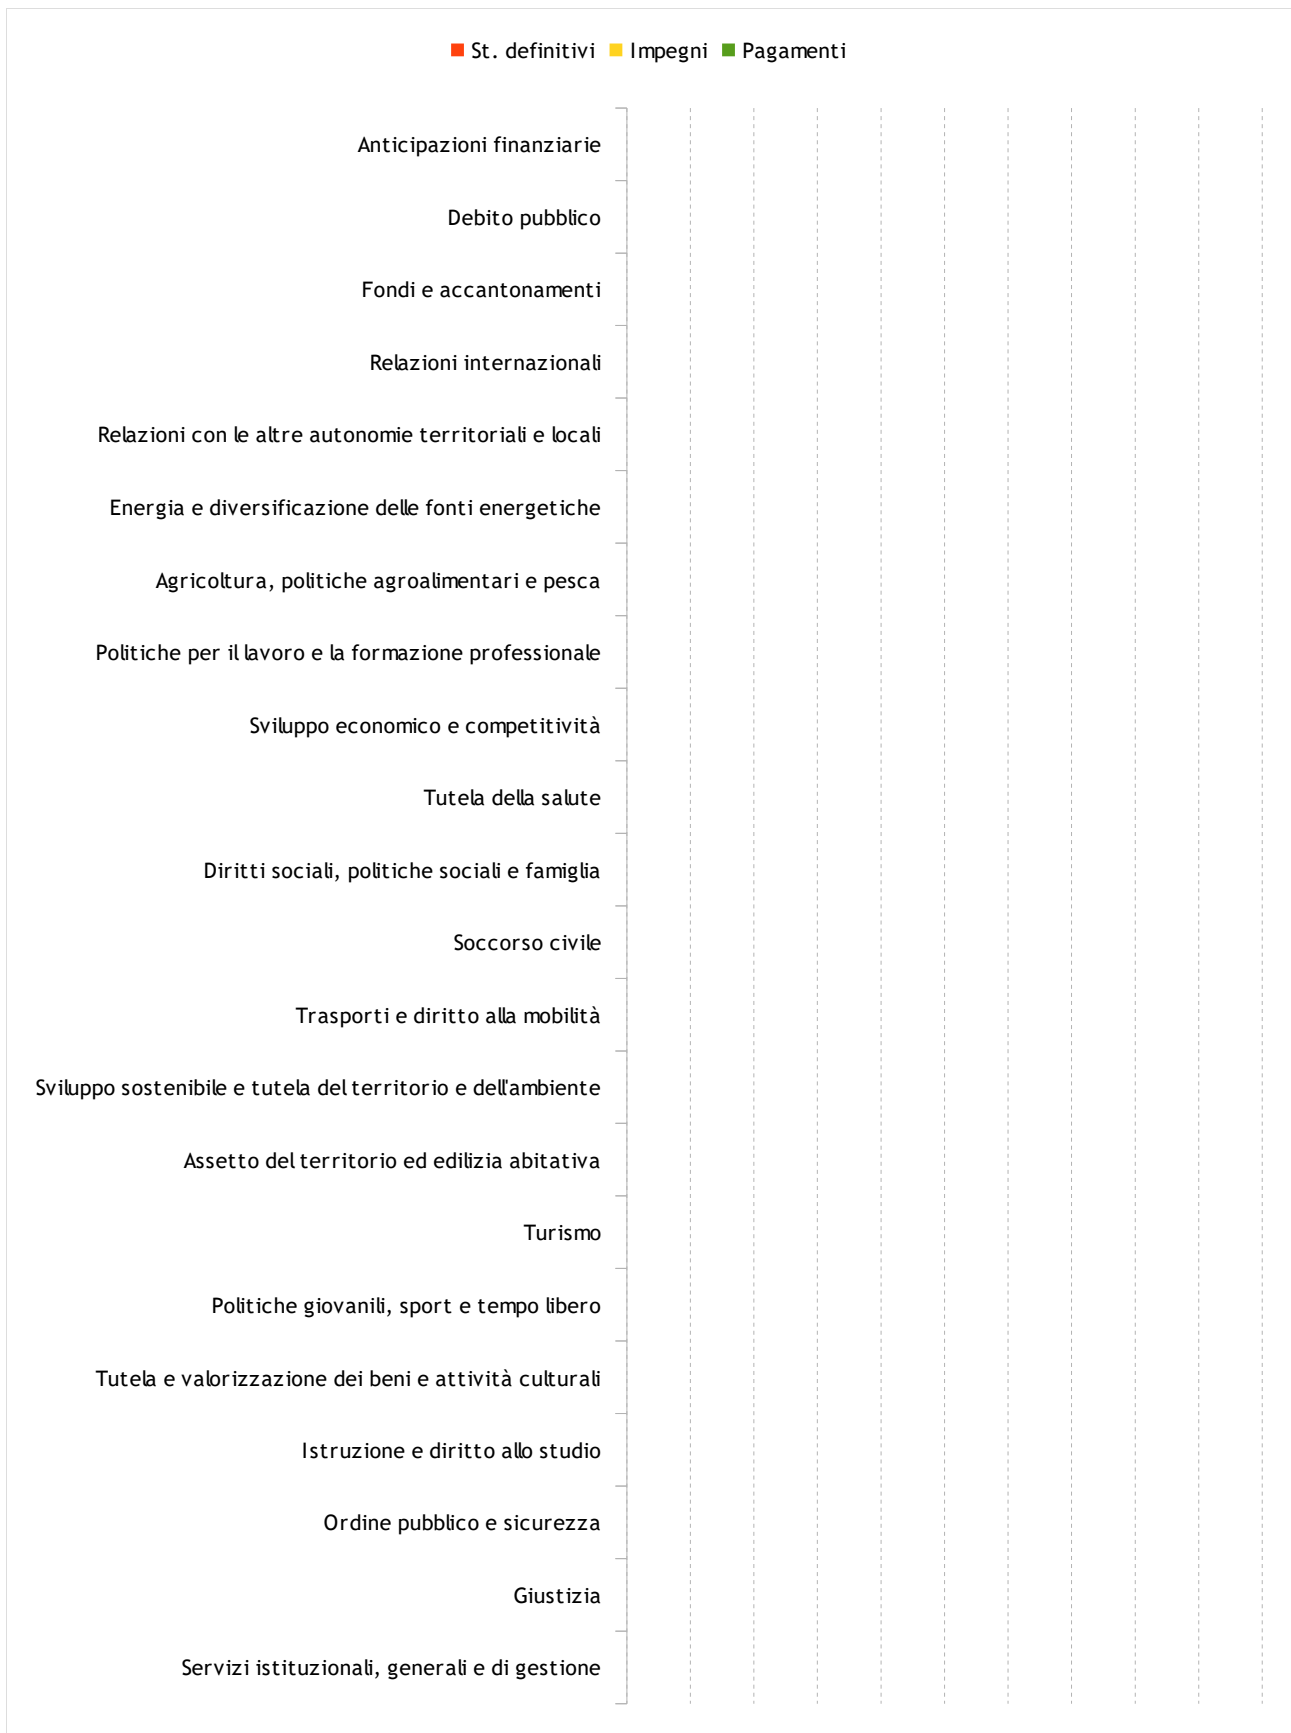 St. definitivi Impegni Pagamenti
Anticipazioni finanziarie
Debito pubblico
Fondi e accantonamenti
Relazioni internazionali
Relazioni con le altre autonomie territoriali e locali
Energia e diversificazione delle fonti energetiche
Agricoltura, politiche agroalimentari e pesca
Politiche per il lavoro e la formazione professionale
Sviluppo economico e competitività
Tutela della salute
Diritti sociali, politiche sociali e famiglia
Soccorso civile
Trasporti e diritto alla mobilità
Sviluppo sostenibile e tutela del territorio e dell'ambiente
Assetto del territorio ed edilizia abitativa
Turismo
Politiche giovanili, sport e tempo libero
Tutela e valorizzazione dei beni e attività culturali
Istruzione e diritto allo studio
Ordine pubblico e sicurezza
Giustizia
Servizi istituzionali, generali e di gestione